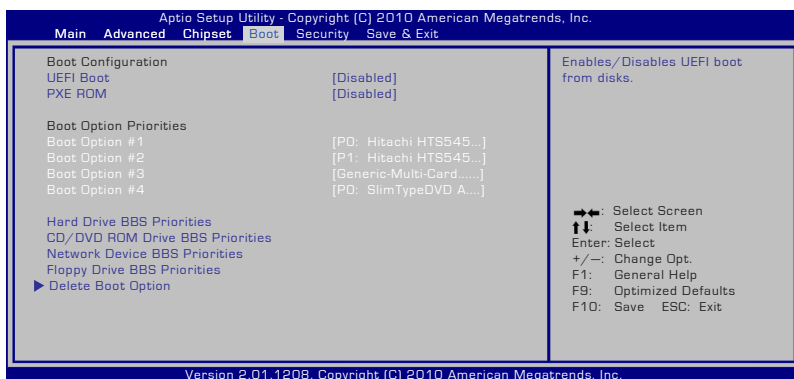 Aptio Setup Utility - Copyright (C) 2010 American Megatrends, Inc.
Main Advanced Chipset Boot Security Save & Exit
Boot Configuration
UEFI Boot [Disabled]
PXE ROM [Disabled]
Boot Option Priorities
Boot Option #1 [P0: Hitachi HTS545...]
Boot Option #2 [P1: Hitachi HTS545...]
Boot Option #3 [Generic-Multi-Card......]
Boot Option #4 [P0: SlimTypeDVD A....]
Hard Drive BBS Priorities
CD/DVD ROM Drive BBS Priorities
Network Device BBS Priorities
Floppy Drive BBS Priorities
▶ Delete Boot Option
Enables/Disables UEFI boot
from disks.
→←: Select Screen
↑↓: Select Item
Enter: Select
+/—: Change Opt.
F1: General Help
F9: Optimized Defaults
F10: Save ESC: Exit
Version 2.01.1208. Copyright (C) 2010 American Megatrends, Inc.